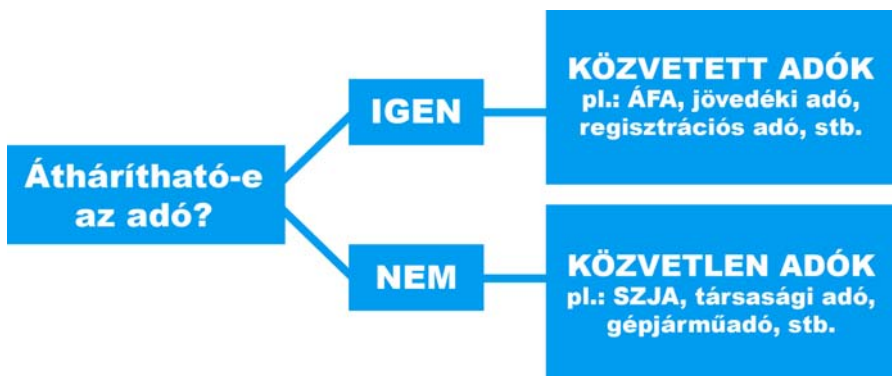 Áthárítható-e
az adó?
IGEN
KÖZVETETT ADÓK
pl.: ÁFA, jövedéki adó,
regisztrációs adó, stb.
NEM
KÖZVETLEN ADÓK
pl.: SZJA, társasági adó,
gépjárműadó, stb.